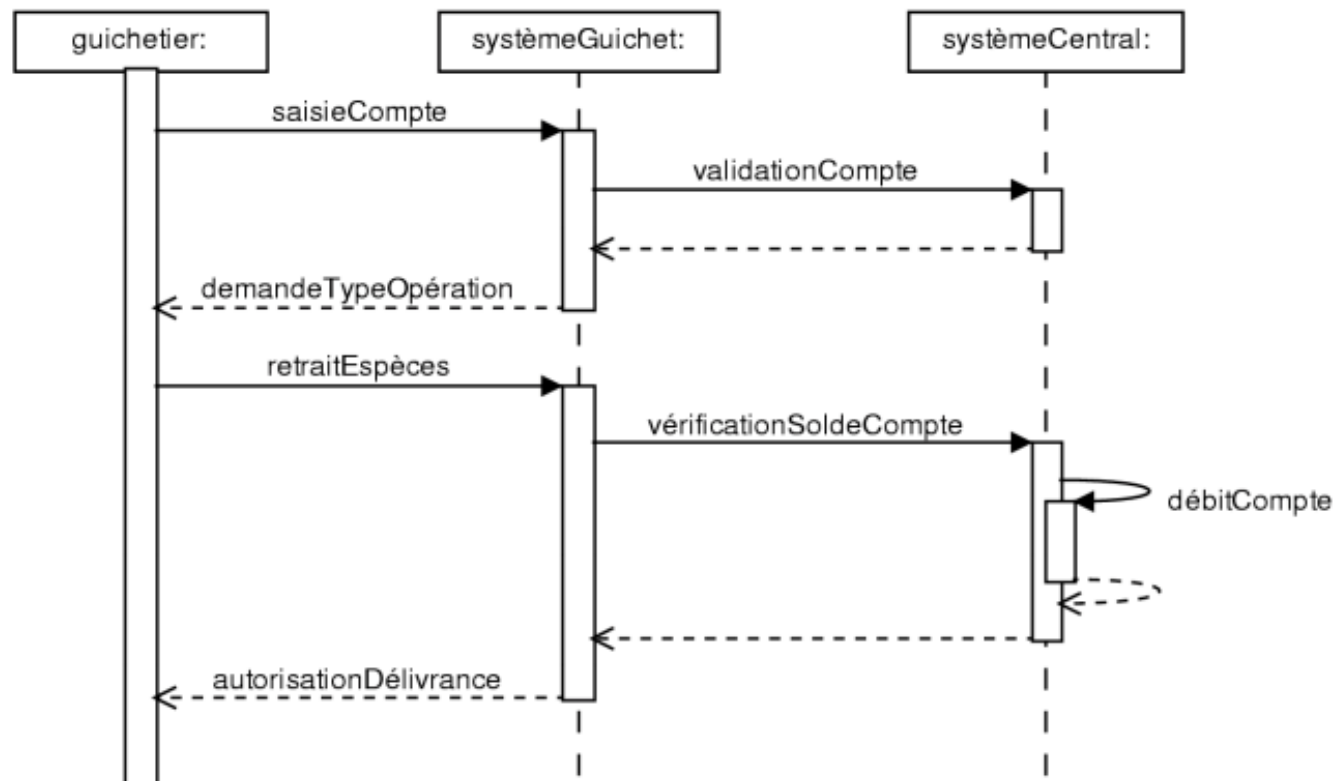 guichetier:
systèmeGuichet:
systèmeCentral:
saisieCompte
validationCompte
demandeTypeOpération
retraitEspèces
vérificationSoldeCompte
débitCompte
autorisationDélivrance